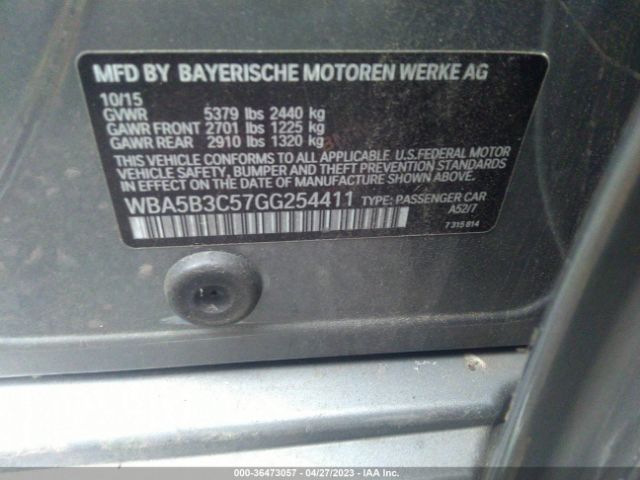 MFD BY BAYERISCHE MOTOREN WERKE AG
10/15
GVWR 5379 lbs 2440 kg
GAWR FRONT 2701 lbs 1225 kg
GAWR REAR 2910 lbs 1320 kg
THIS VEHICLE CONFORMS TO ALL APPLICABLE U.S.FEDERAL MOTOR
VEHICLE SAFETY, BUMPER, AND THEFT PREVENTION STANDARDS
IN EFFECT ON THE DATE OF MANUFACTURE SHOWN ABOVE.
WBA5B3C57GG254411 TYPE: PASSENGER CAR
A52/7
7 315 814
000-36473057 - 04/27/2023 - © IAA Inc.